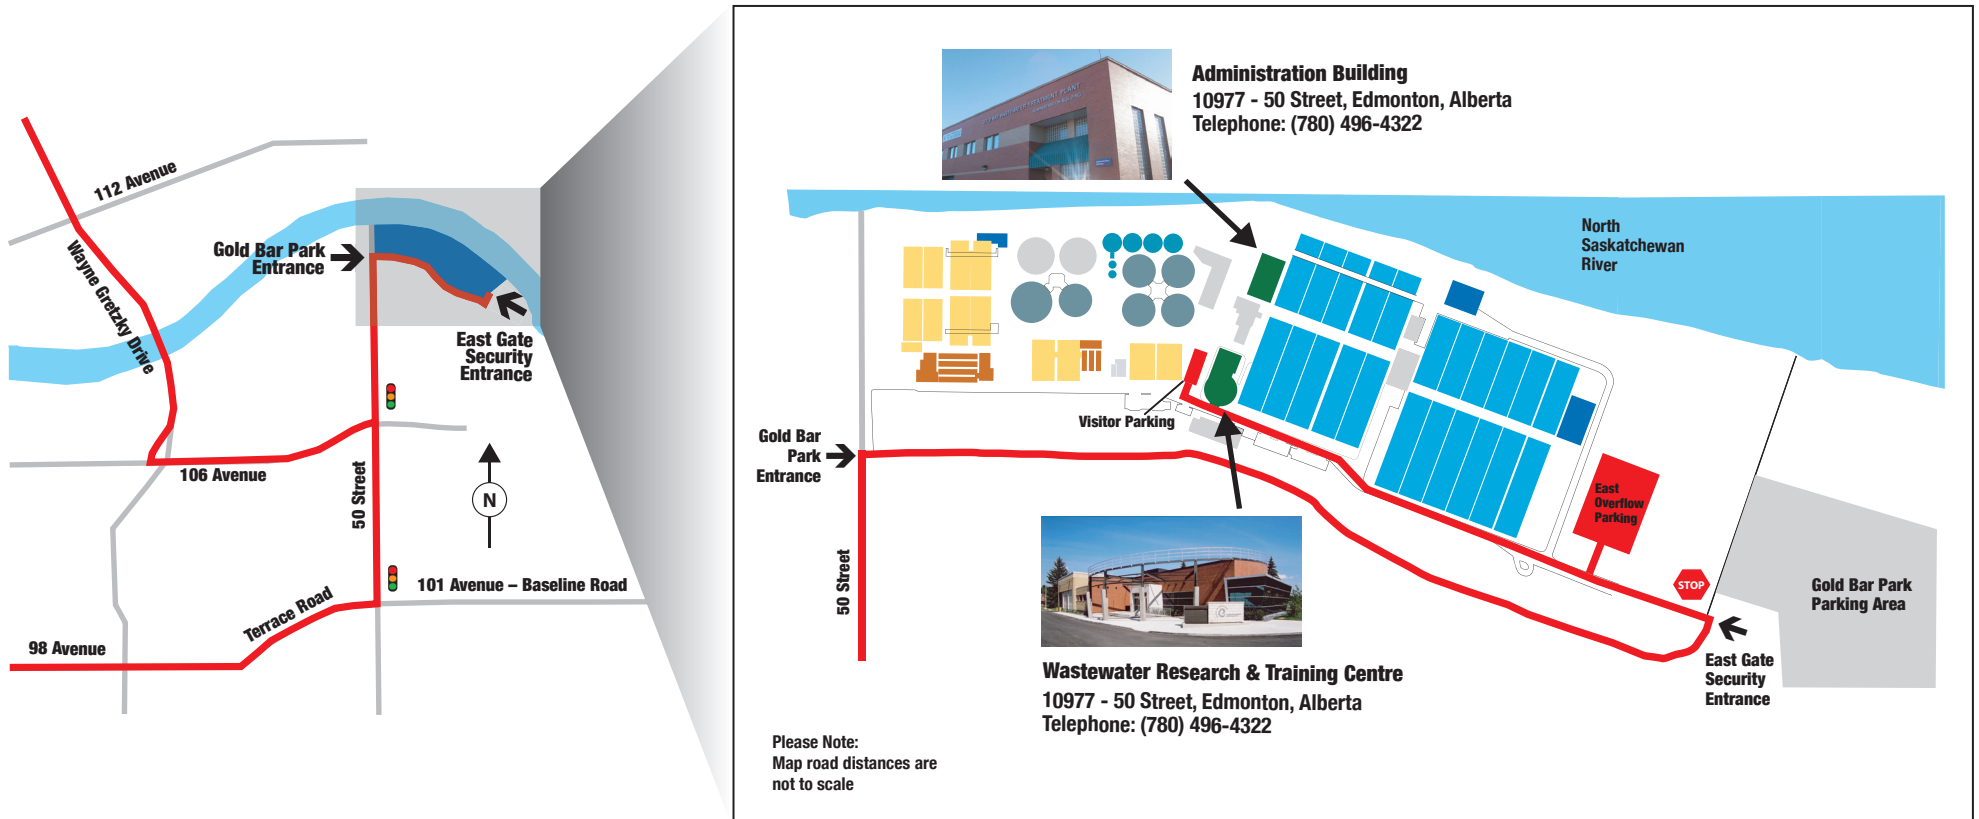 112 Avenue
Wayne Gretzky Drive
Gold Bar Park
Entrance
East Gate
Security
Entrance
106 Avenue
50 Street
N
101 Avenue – Baseline Road
Terrace Road
98 Avenue
Administration Building
10977 - 50 Street, Edmonton, Alberta
Telephone: (780) 496-4322
North
Saskatchewan
River
Visitor Parking
Gold Bar
Park
Entrance
50 Street
East
Overflow
Parking
STOP
Gold Bar Park
Parking Area
East Gate
Security
Entrance
Wastewater Research & Training Centre
10977 - 50 Street, Edmonton, Alberta
Telephone: (780) 496-4322
Please Note:
Map road distances are
not to scale